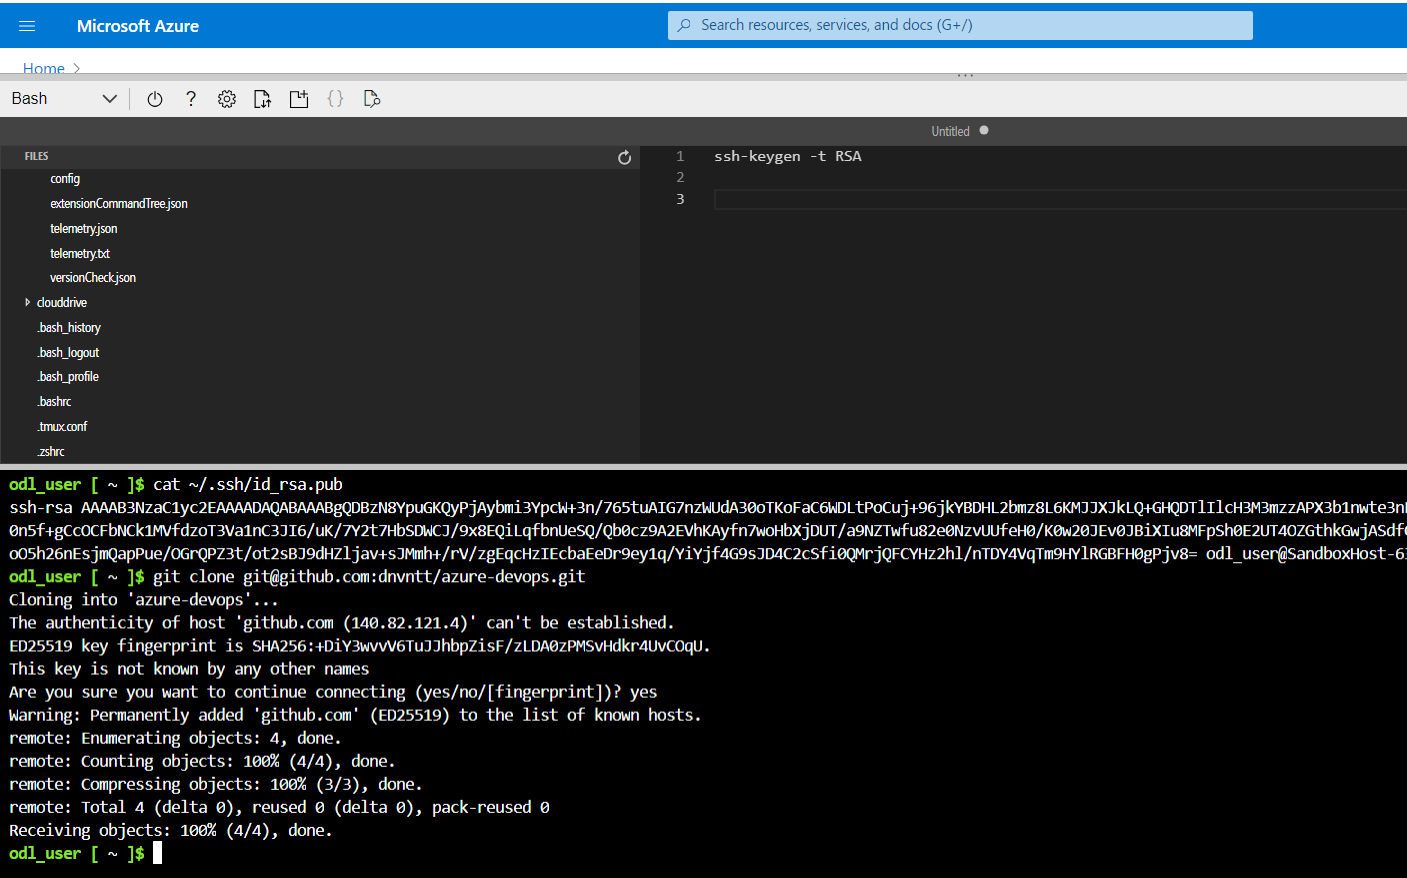 Microsoft Azure
Search resources, services, and docs (G+/)
Home >
Bash
?
{}
Untitled
FILES
1 ssh-keygen -t RSA
2
3
config
extensionCommandTree.json
telemetry.json
telemetry.txt
versionCheck.json
clouddrive
.bash_history
.bash_logout
.bash_profile
.bashrc
.tmux.conf
.zshrc
odl_user [ ~ ]$ cat ~/.ssh/id_rsa.pub
ssh-rsa AAAAB3NzaC1yc2EAAAADAQABAAABgQDBzN8YpuGKQyPjAybmi3YpcW+3n/765tuAIG7nzWUdA30oTKoFaC6WDLtPoCuj+96jkYBDHL2bmz8L6KMJJXJkLQ+GHQDTlIlcH3M3mzzAPX3b1nwte3n
0n5f+gCcOCFbNCk1MVfdzoT3Va1nC3JI6/uK/7Y2t7HbSDWCJ/9x8EQiLqfbnUeSQ/Qb0cz9A2EVhKAyfn7woHbXjDUT/a9NZTwfu82e0NzvUUfeH0/K0w20JEv0JBiXIu8MFpSh0E2UT4OZGthkGwjASdf
oO5h26nEsjmQapPue/OGrQPZ3t/ot2sBJ9dHZljav+sJMmh+/rV/zgEqcHzIEcbaEeDr9ey1q/YiYjf4G9sJD4C2cSfi0QMrjQFCYHz2hl/nTDY4VqTm9HYlRGBFH0gPjv8= odl_user@SandboxHost-6
odl_user [ ~ ]$ git clone git@github.com:dnvntt/azure-devops.git
Cloning into 'azure-devops'...
The authenticity of host 'github.com (140.82.121.4)' can't be established.
ED25519 key fingerprint is SHA256:+DiY3wvvV6TuJJhbpZisF/zLDA0zPMSvHdkr4UvCOqU.
This key is not known by any other names
Are you sure you want to continue connecting (yes/no/[fingerprint])? yes
Warning: Permanently added 'github.com' (ED25519) to the list of known hosts.
remote: Enumerating objects: 4, done.
remote: Counting objects: 100% (4/4), done.
remote: Compressing objects: 100% (3/3), done.
remote: Total 4 (delta 0), reused 0 (delta 0), pack-reused 0
Receiving objects: 100% (4/4), done.
odl_user [ ~ ]$